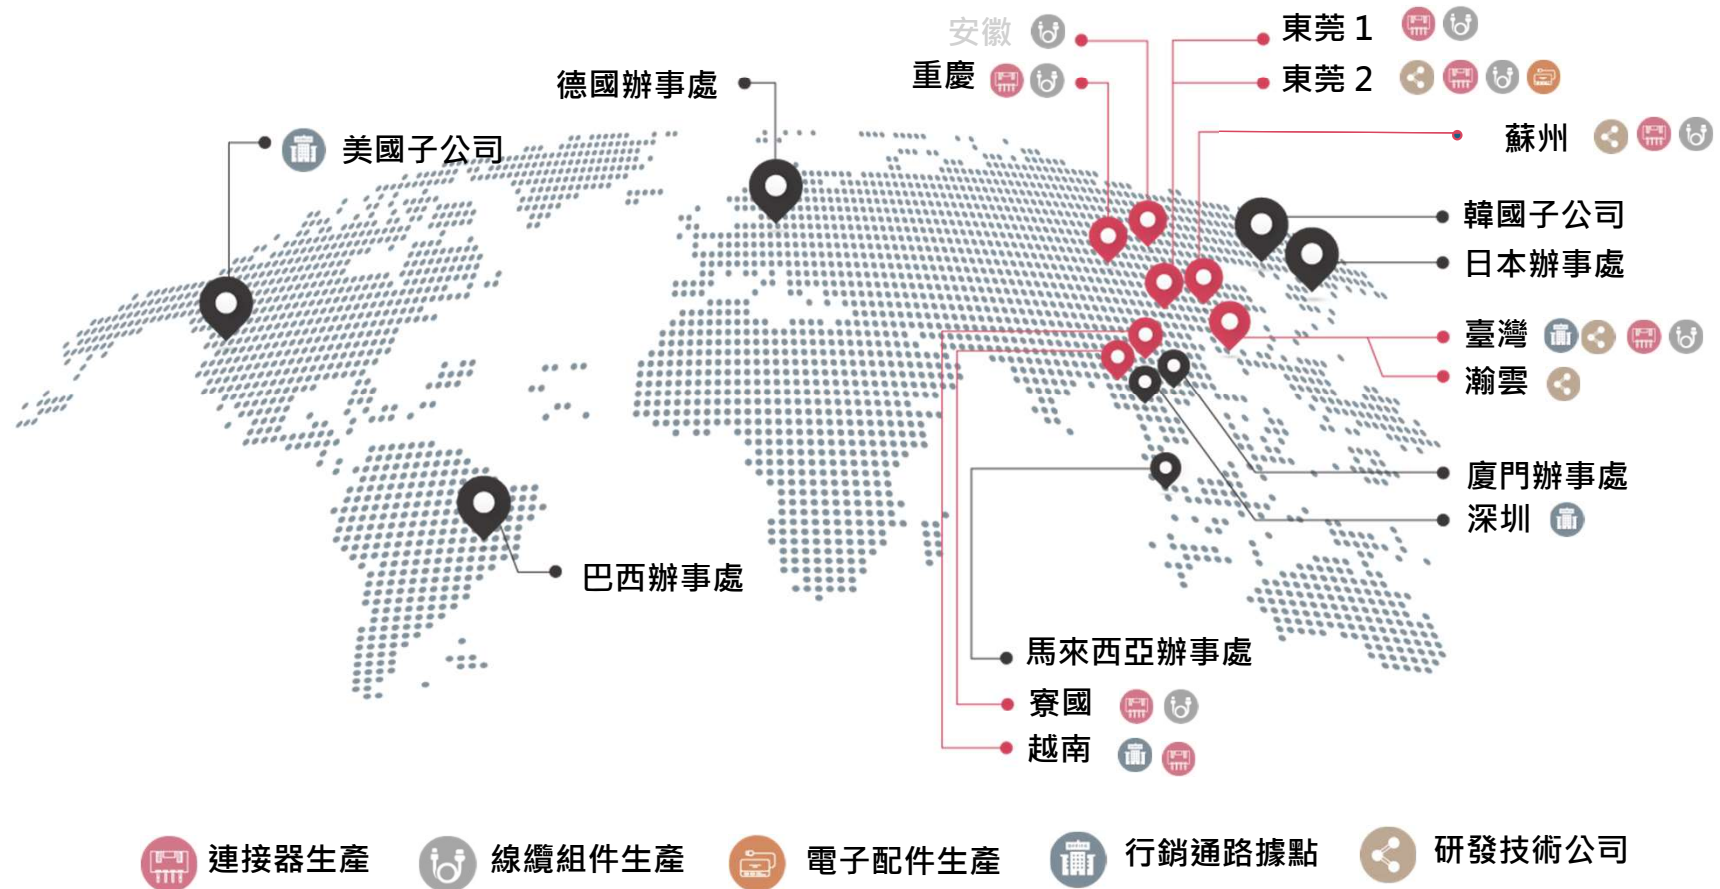 安徽
東莞 1
重慶
東莞 2
德國辦事處
美國子公司
蘇州
韓國子公司
日本辦事處
臺灣
瀚雲
廈門辦事處
深圳
巴西辦事處
馬來西亞辦事處
寮國
越南
連接器生產
線纜組件生產
電子配件生產
行銷通路據點
研發技術公司